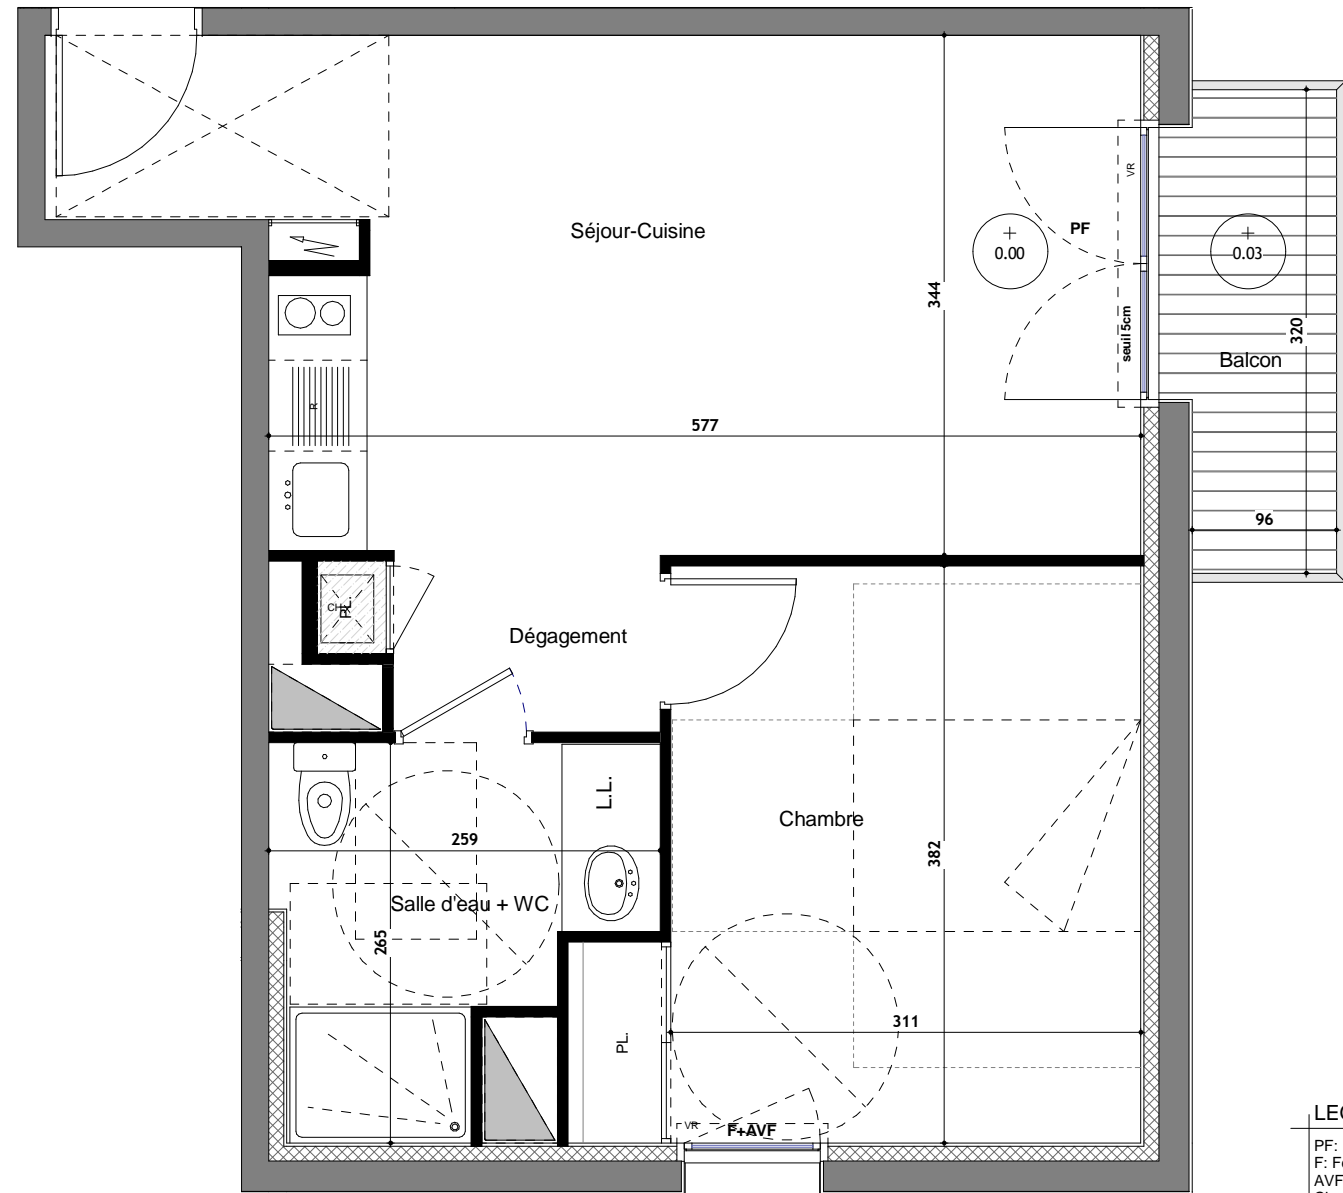 VR
Séjour-Cuisine
PF
0.00
0.03
344
seuil 5cm
320
Balcon
R
577
96
PL.
Dégagement
L.L.
Chambre
259
382
Salle d'eau + WC
265
311
PL.
VR
F+AVF
PF: